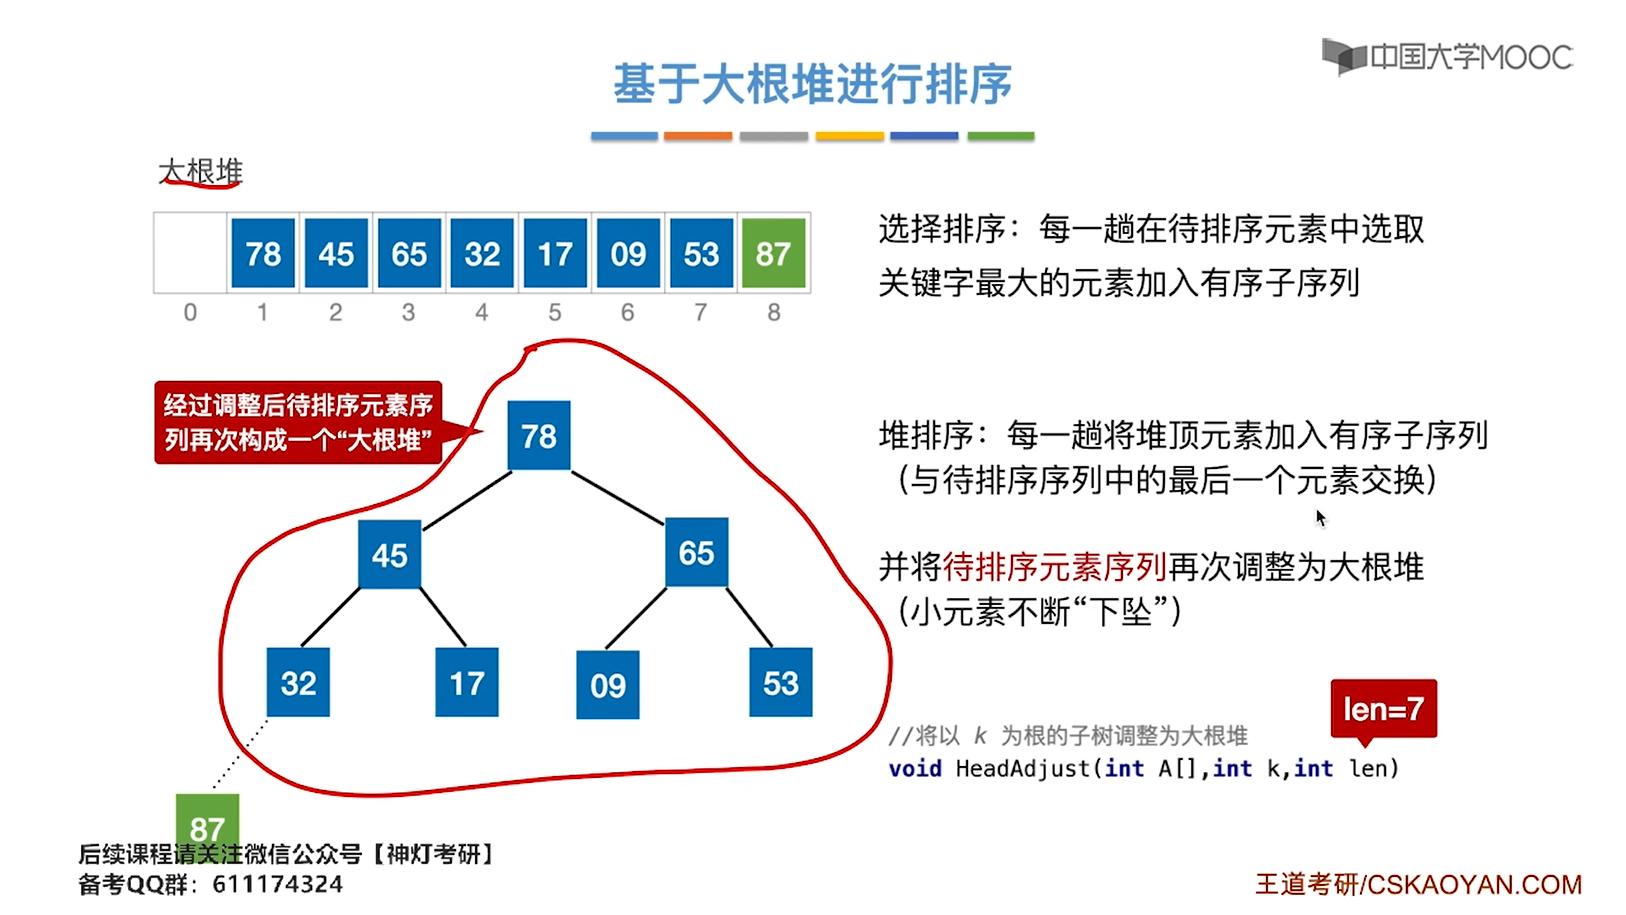 中国大学MOOC
基于大根堆进行排序
大根堆
78 45 65 32 17 09 53 87
0 1 2 3 4 5 6 7 8
选择排序：每一趟在待排序元素中选取
关键字最大的元素加入有序子序列
经过调整后待排序元素序
列再次构成一个“大根堆”
78
45 65
32 17 09 53
87
堆排序：每一趟将堆顶元素加入有序子序列
（与待排序序列中的最后一个元素交换）
并将待排序元素序列再次调整为大根堆
（小元素不断“下坠”）
len=7
//将以 k 为根的子树调整为大根堆
void HeadAdjust(int A[],int k,int len)
后续课程请关注微信公众号【神灯考研】
备考QQ群：611174324
王道考研/CSKAOYAN.COM